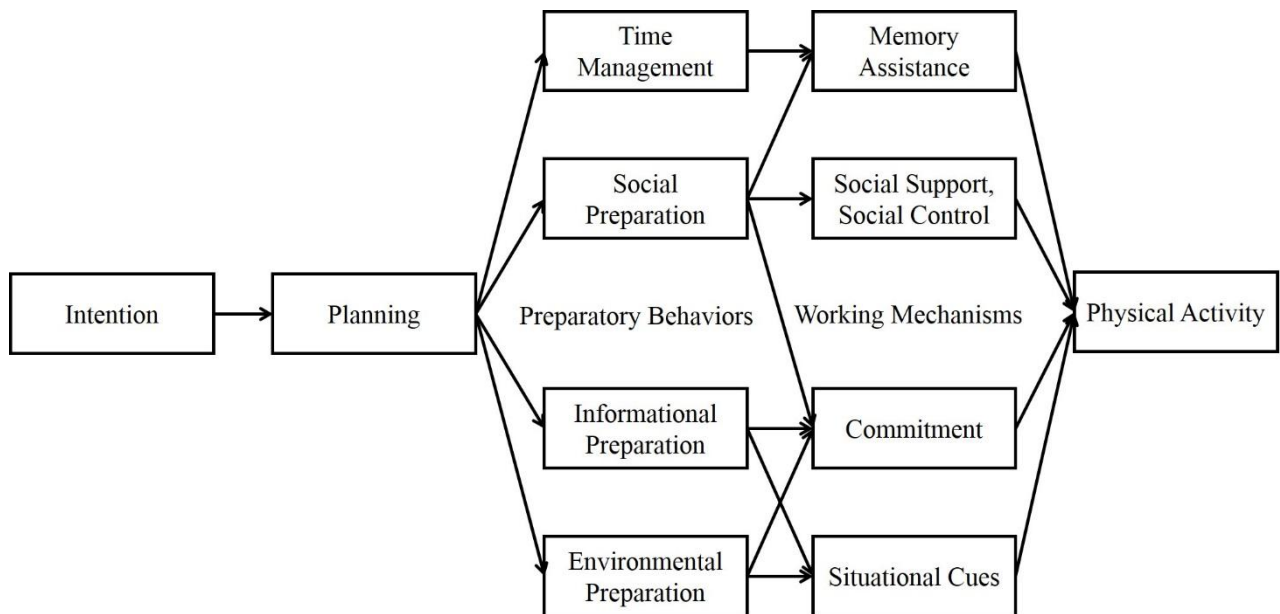 Time
Management
Memory
Assistance
Social
Preparation
Social Support,
Social Control
Intention
Planning
Preparatory Behaviors
Working Mechanisms
Physical Activity
Informational
Preparation
Commitment
Environmental
Preparation
Situational Cues